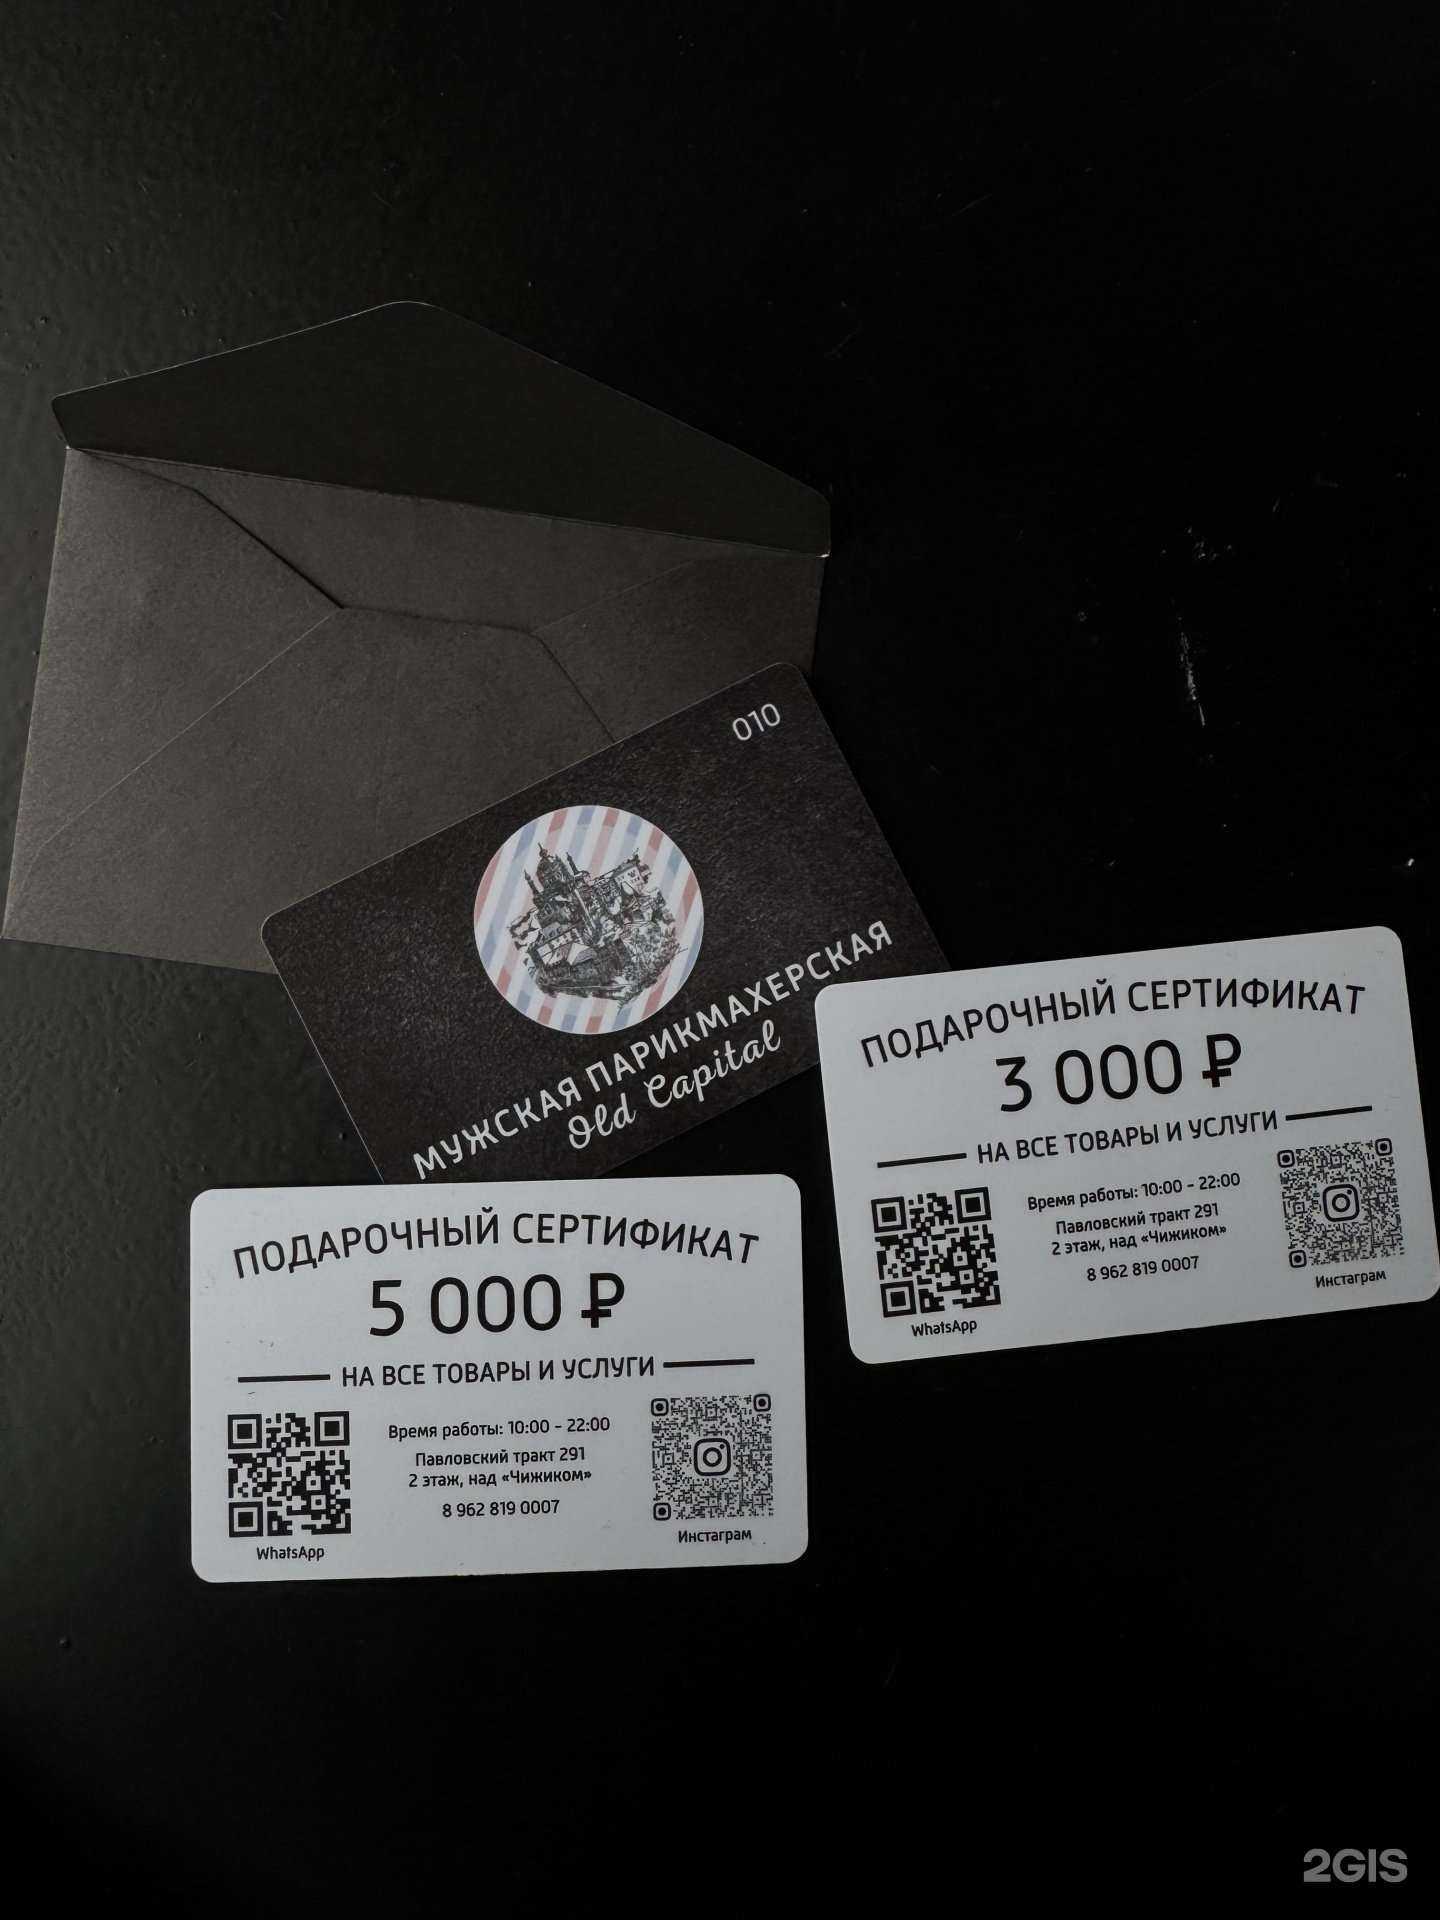 010
МУЖСКАЯ ПАРИКМАХЕРСКАЯ
Old Capital
ПОДАРОЧНЫЙ СЕРТИФИКАТ
3 000 ₽
НА ВСЕ ТОВАРЫ И УСЛУГИ
Время работы: 10:00 - 22:00
Павловский тракт 291
2 этаж, над «Чижиком»
8 962 819 0007
WhatsApp
Инстаграм
ПОДАРОЧНЫЙ СЕРТИФИКАТ
5 000 ₽
НА ВСЕ ТОВАРЫ И УСЛУГИ
Время работы: 10:00 - 22:00
Павловский тракт 291
2 этаж, над «Чижиком»
8 962 819 0007
WhatsApp
Инстаграм
2GIS